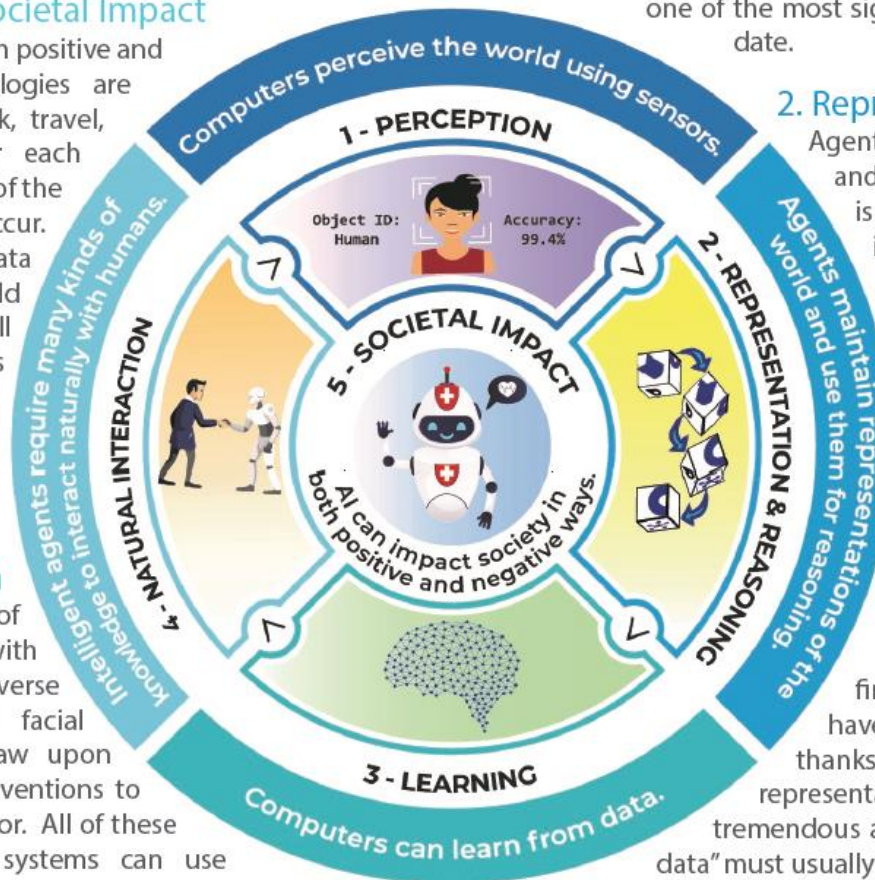 ocietal Impact
positive and
logies are
travel,
each
of the
ccur.
of
with
verse
facial
aw upon
ventions to
or. All of these
systems can use
Computers perceive the world using sensors.
1 - PERCEPTION
Object ID:
Human
Accuracy:
99.4%
5 - SOCIETAL IMPACT
AI can impact society in
both positive and negative ways.
2 - REPRESENTATION & REASONING
Agents maintain representations of the
world and use them for reasoning.
3 - LEARNING
Computers can learn from data.
4 - NATURAL INTERACTION
Intelligent agents require many kinds of
knowledge to interact naturally with humans.
one of the most sig
date.
2. Repr
Agent
and
is
fir
have
thanks
represent
tremendous a
data” must usually